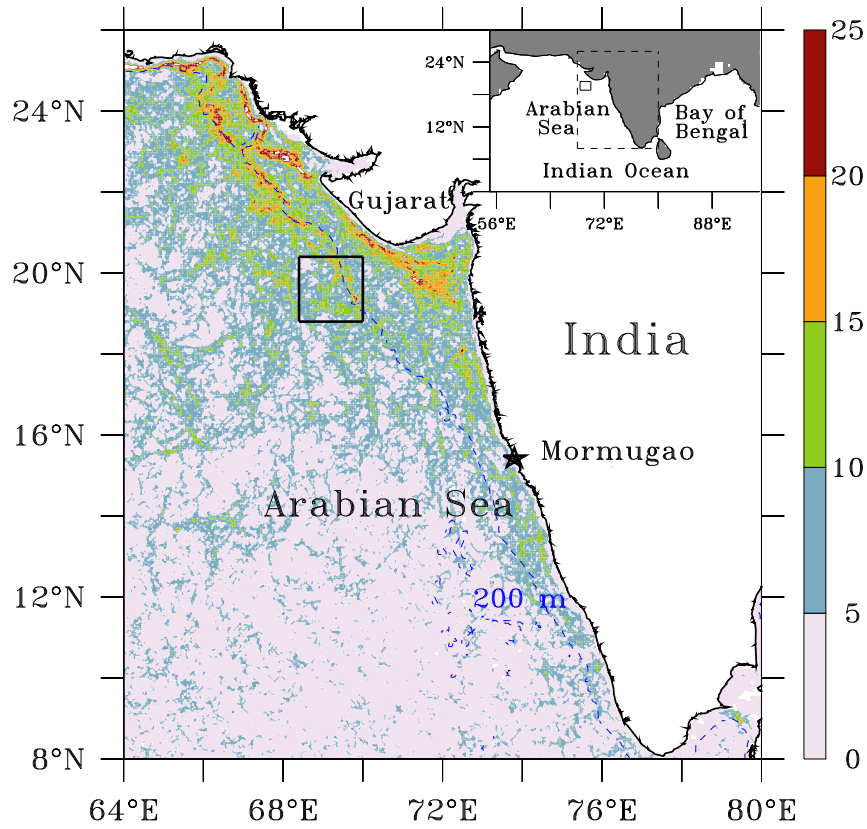 25
20
15
10
5
0
24°N
20°N
16°N
12°N
8°N
64°E
68°E
72°E
76°E
80°E
Gujarat
India
Mormugao
Arabian Sea
200 m
24°N
12°N
56°E
72°E
88°E
Arabian
Sea
Bay of
Bengal
Indian Ocean